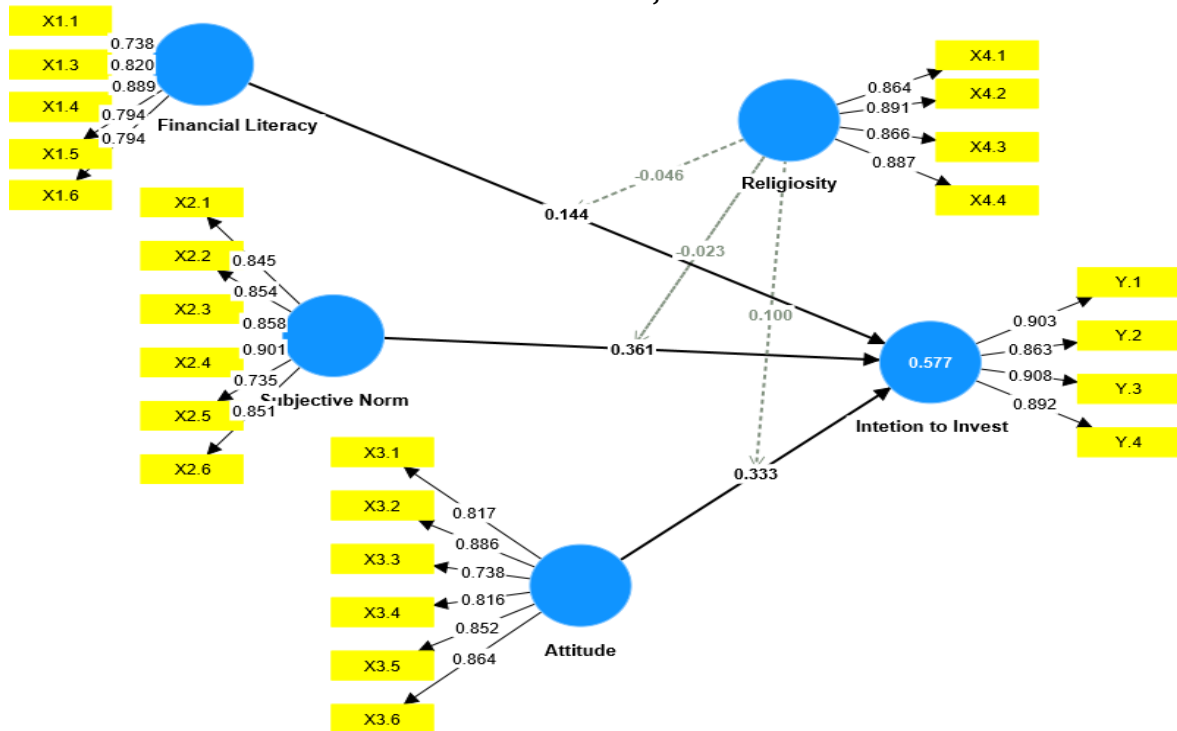 X1.1
0.738
X1.3
0.820
0.889
X1.4
0.794
0.794
X1.5
X1.6
Financial Literacy
X2.1
0.845
X2.2
0.854
X2.3
0.858
0.901
X2.4
0.735
X2.5
0.851
X2.6
Subjective Norm
X3.1
0.817
X3.2
0.886
X3.3
0.738
X3.4
0.816
0.852
X3.5
0.864
X3.6
Attitude
Religiosity
X4.1
0.864
X4.2
0.891
X4.3
0.866
0.887
X4.4
-0.046
-0.023
0.100
0.144
0.361
0.333
0.577
Intetion to Invest
Y.1
0.903
Y.2
0.863
Y.3
0.908
0.892
Y.4